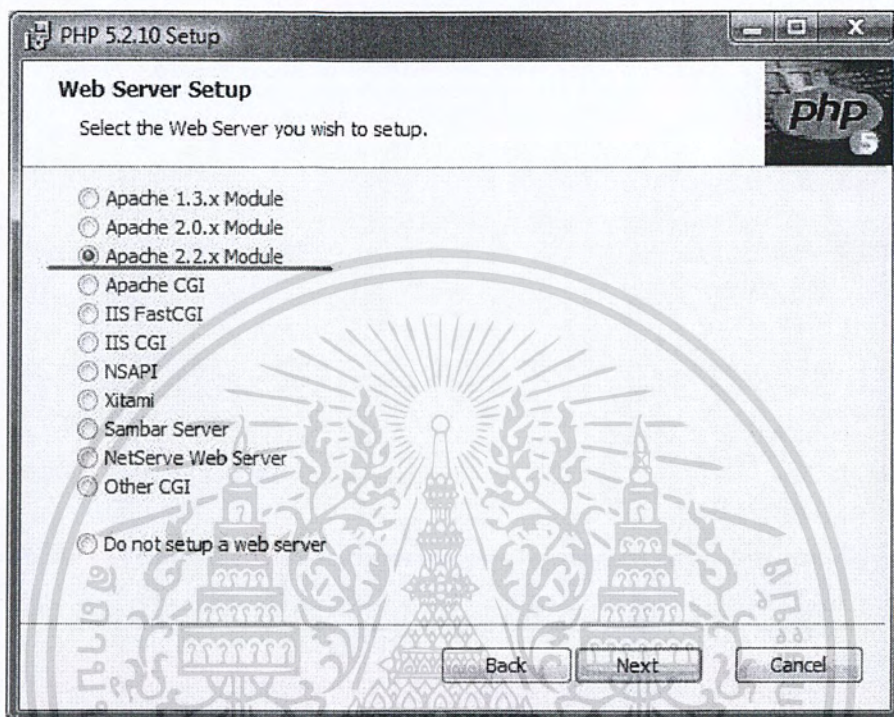 PHP 5.2.10 Setup
Web Server Setup
Select the Web Server you wish to setup.
php
5
Apache 1.3.x Module
Apache 2.0.x Module
Apache 2.2.x Module
Apache CGI
IIS FastCGI
IIS CGI
NSAPI
Xitami
Sambar Server
NetServe Web Server
Other CGI
Do not setup a web server
Back
Next
Cancel